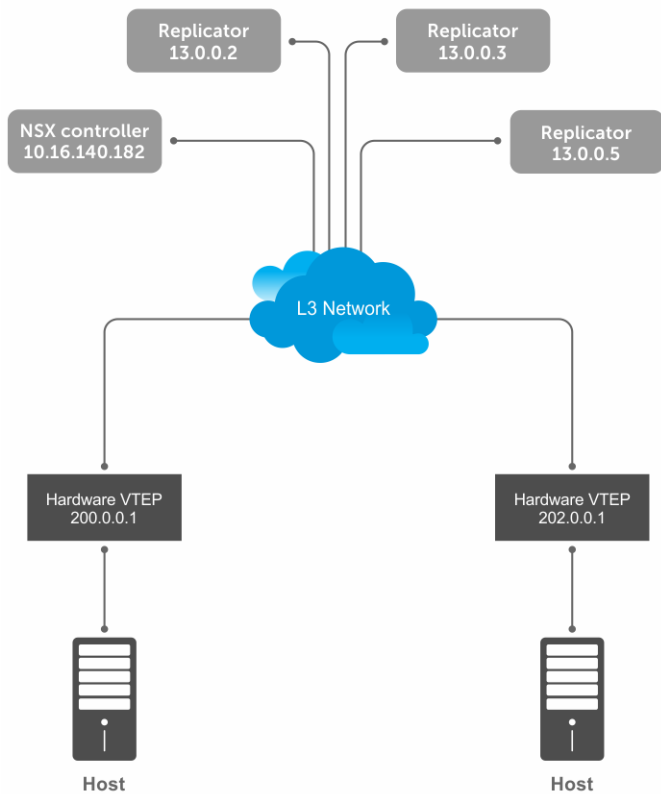 Replicator
13.0.0.2
Replicator
13.0.0.3
NSX controller
10.16.140.182
Replicator
13.0.0.5
L3 Network
Hardware VTEP
200.0.0.1
Hardware VTEP
202.0.0.1
Host
Host